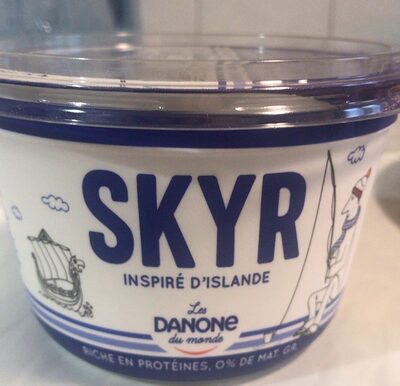 SKYR
INSPIRÉ D'ISLANDE
Les
DANONE
du monde
RICHE EN PROTÉINES, 0% DE MAT. GR.